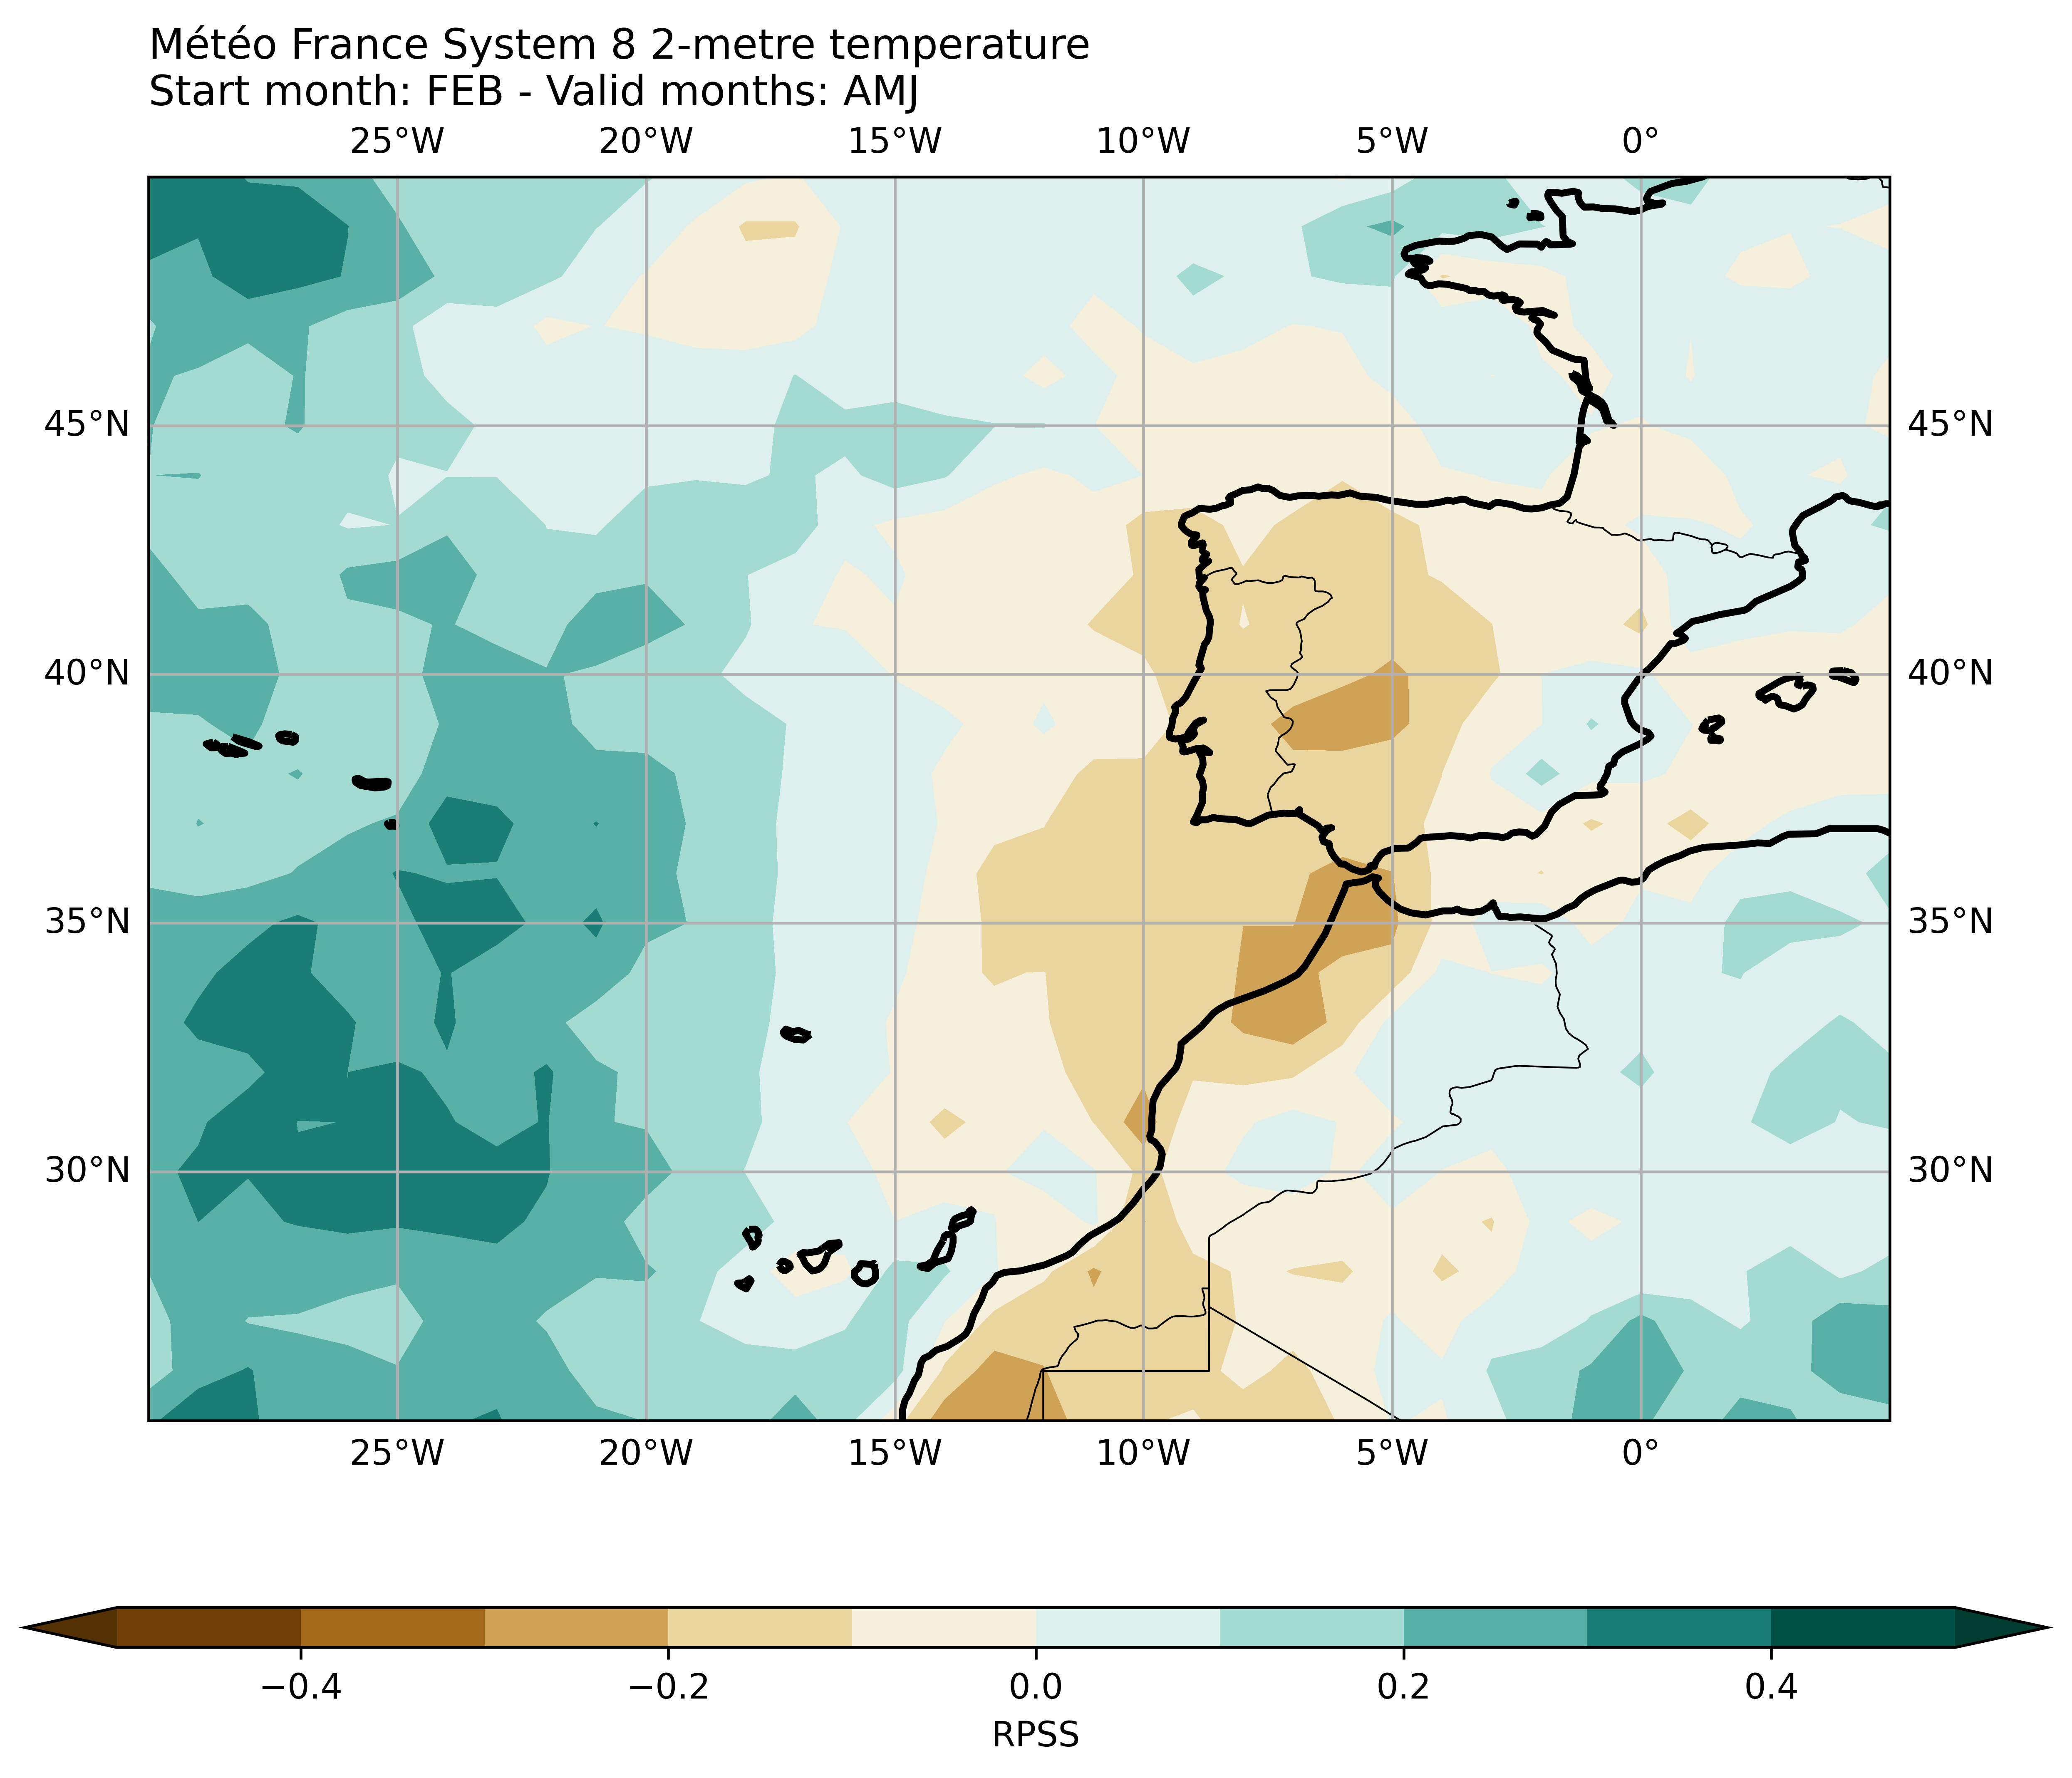 Météo France System 8 2-metre temperature
Start month: FEB - Valid months: AMJ
25°W 20°W 15°W 10°W 5°W 0°
45°N 45°N
40°N 40°N
35°N 35°N
30°N 30°N
25°W 20°W 15°W 10°W 5°W 0°
−0.4 −0.2 0.0 0.2 0.4
RPSS